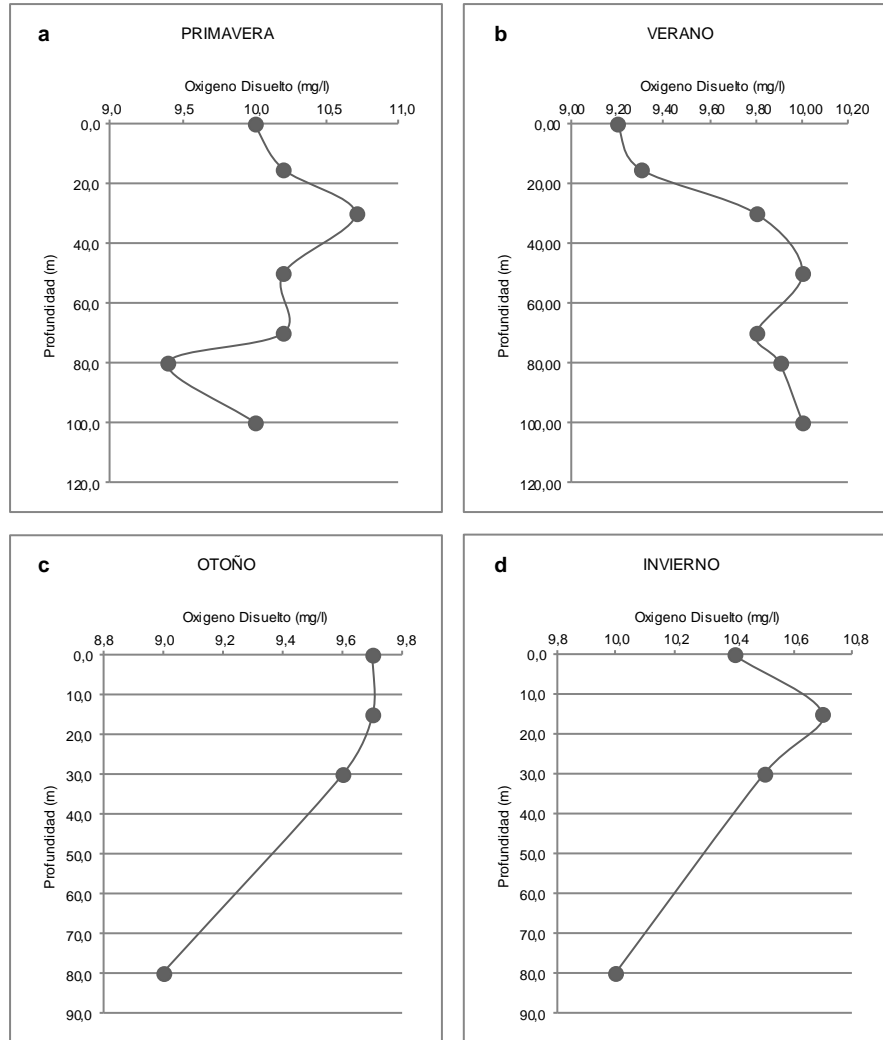 a PRIMAVERA
Oxigeno Disuelto (mg/l)
9,0 9,5 10,0 10,5 11,0
0,0
20,0
40,0
60,0
80,0
100,0
120,0
Profundidad (m)
b VERANO
Oxigeno Disuelto (mg/l)
9,00 9,20 9,40 9,60 9,80 10,00 10,20
0,00
20,00
40,00
60,00
80,00
100,00
120,00
Profundidad (m)
c OTOÑO
Oxigeno Disuelto (mg/l)
8,8 9,0 9,2 9,4 9,6 9,8
0,0
10,0
20,0
30,0
40,0
50,0
60,0
70,0
80,0
90,0
Profundidad (m)
d INVIERNO
Oxigeno Disuelto (mg/l)
9,8 10,0 10,2 10,4 10,6 10,8
0,0
10,0
20,0
30,0
40,0
50,0
60,0
70,0
80,0
90,0
Profundidad (m)